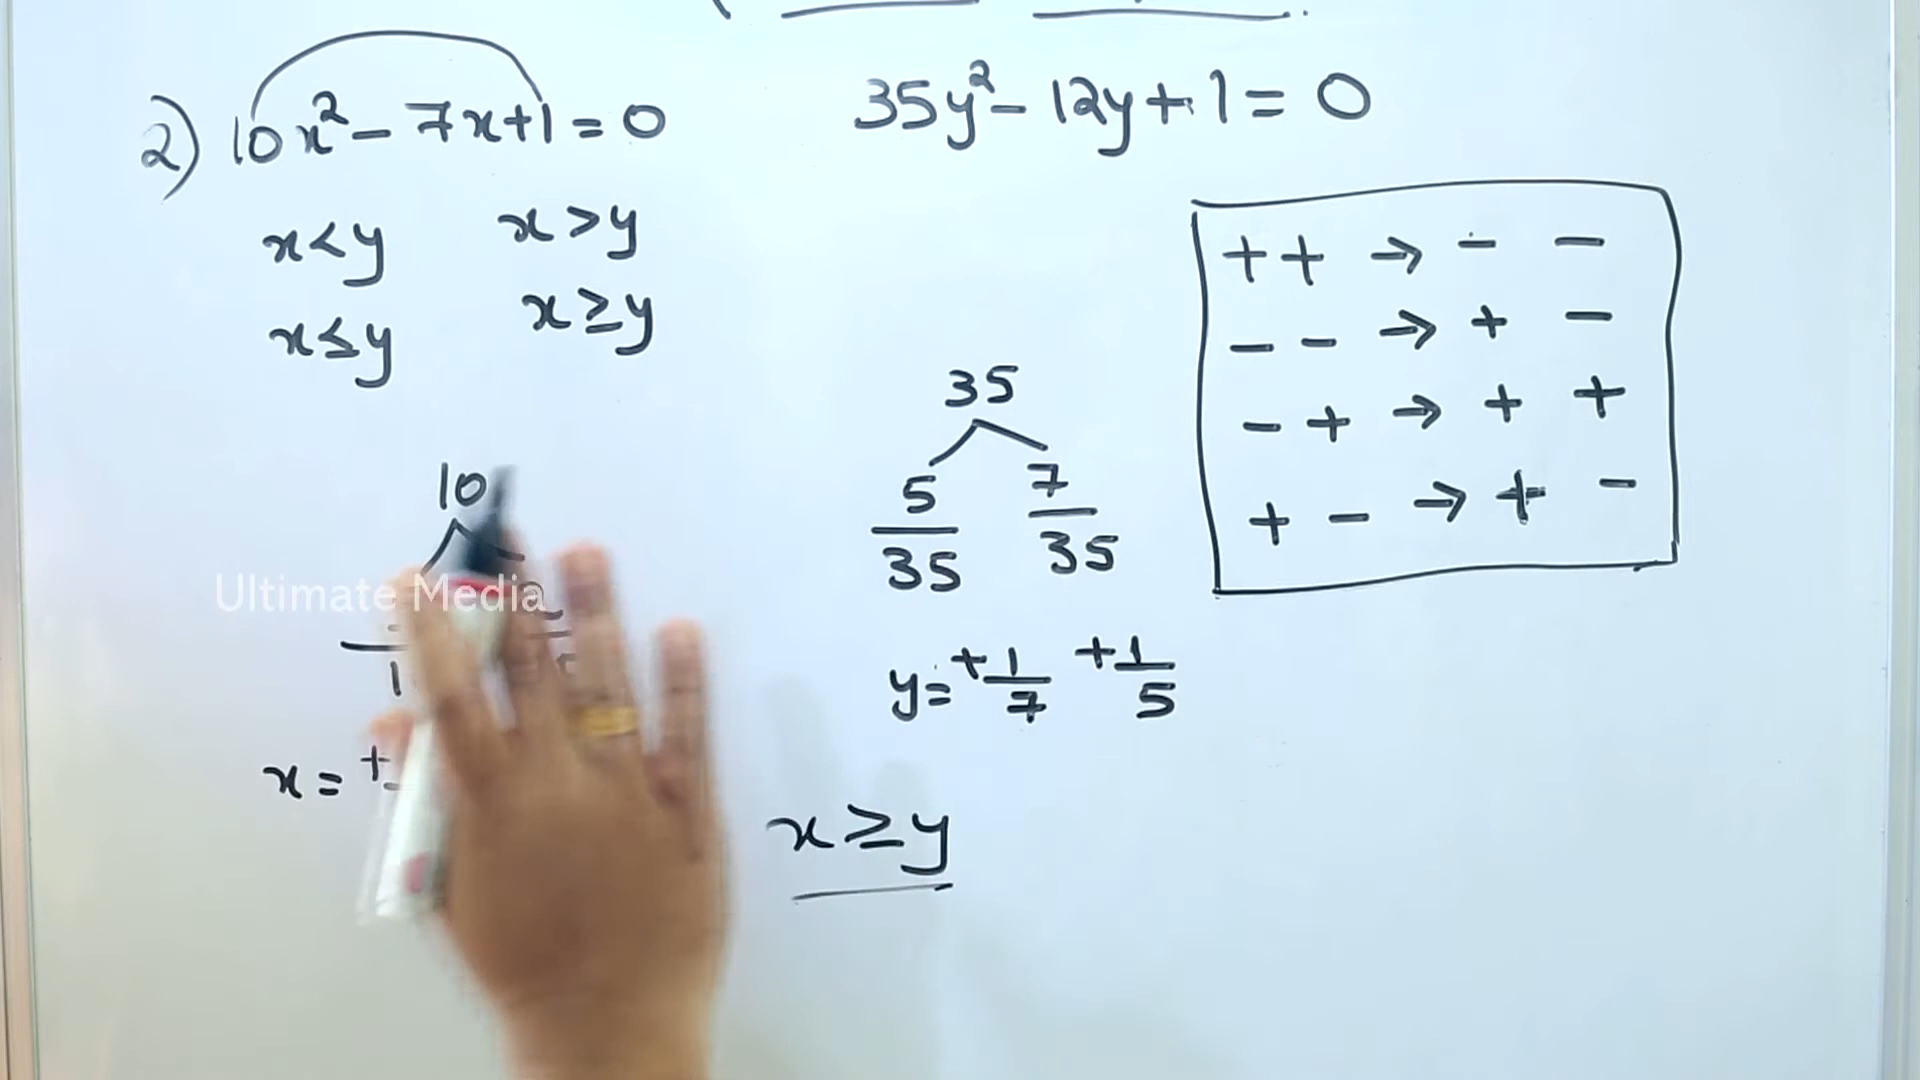 2) 10x² - 7x + 1 = 0
35y² - 12y + 1 = 0
x < y
x > y
x ≤ y
x ≥ y
10
35
5 7
35 35
x = +
y = +1/7 +1/5
x ≥ y
+ + → - -
- - → + -
- + → + +
+ - → + -
Ultimate Media